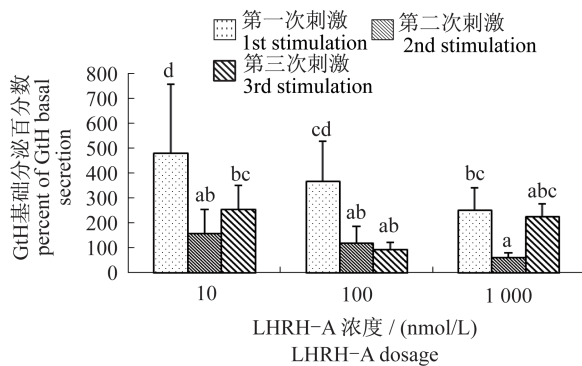 第一次刺激
1st stimulation
第二次刺激
2nd stimulation
第三次刺激
3rd stimulation
GtH基础分泌百分数
percent of GtH basal
secretion
800
700
600
500
400
300
200
100
0
d
ab
bc
cd
ab
ab
bc
a
abc
10
100
1 000
LHRH-A 浓度 / (nmol/L)
LHRH-A dosage